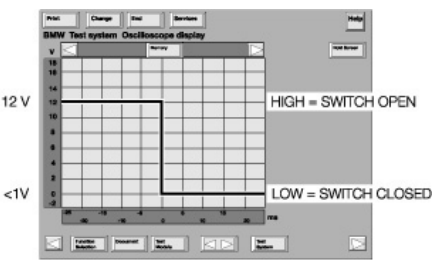 Print Change End Services Help
BMW Test system Oscilloscope display
V Memory Hold Screen
18
16
14
12 V 12 HIGH = SWITCH OPEN
10
8
6
4
2
<1V 0 LOW = SWITCH CLOSED
-2
ms
Function Selection Document Test Module Test System